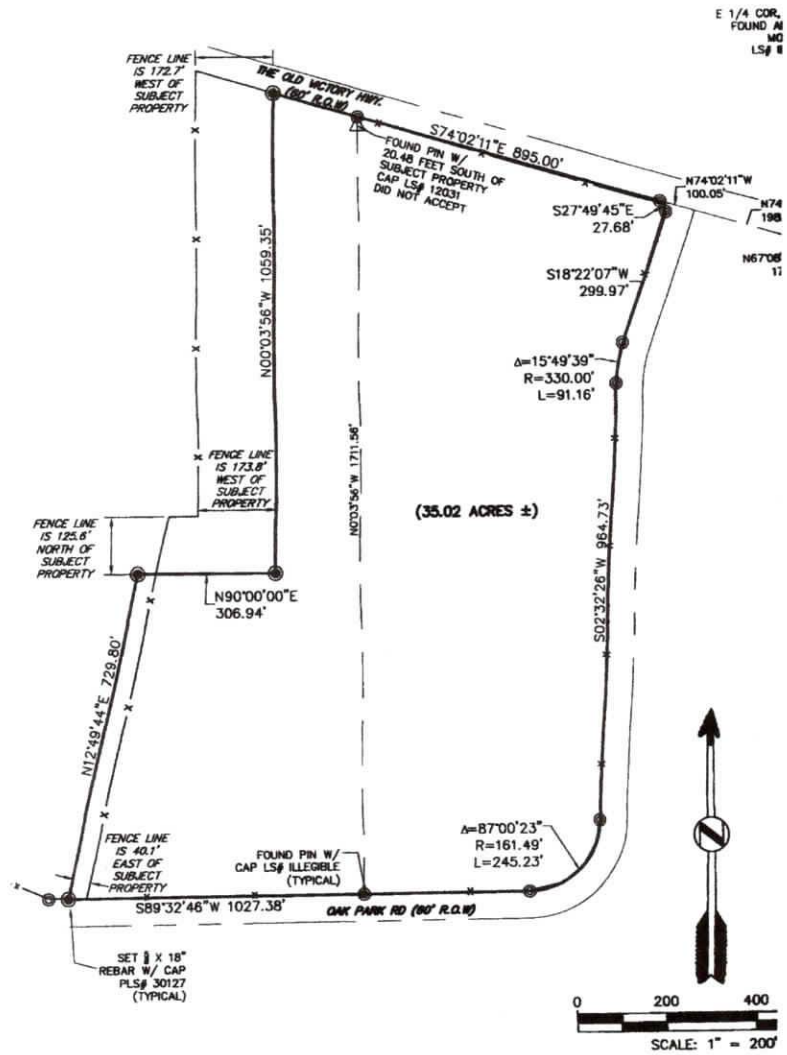 E 1/4 COR,
FOUND
LS#
FENCE LINE
IS 172.7'
WEST OF
SUBJECT
PROPERTY
THE OLD VICTORY HWY.
(60' R.O.W)
S74°02'11"E 895.00'
FOUND PIN W/
20.48 FEET SOUTH OF
SUBJECT PROPERTY
CAP LS# 12031
DID NOT ACCEPT
N74°02'11"W
100.05'
N74
198
S27°49'45"E
27.68'
N67°08'
S18°22'07"W
299.97'
N00°03'56"W 1059.35'
Δ=15°49'39"
R=330.00'
L=91.16'
FENCE LINE
IS 173.8'
WEST OF
SUBJECT
PROPERTY
N0°03'56"W 1711.56'
(35.02 ACRES ±)
S02°32'26"W 964.73'
FENCE LINE
IS 125.6'
NORTH OF
SUBJECT
PROPERTY
N90°00'00"E
306.94'
N12°49'44"E 729.80'
FENCE LINE
IS 40.1'
EAST OF
SUBJECT
PROPERTY
FOUND PIN W/
CAP LS# ILLEGIBLE
(TYPICAL)
Δ=87°00'23"
R=161.49'
L=245.23'
S89°32'46"W 1027.38'
OAK PARK RD (60' R.O.W)
SET X 18"
REBAR W/ CAP
PLS# 30127
(TYPICAL)
N
0 200 400
SCALE: 1" = 200'